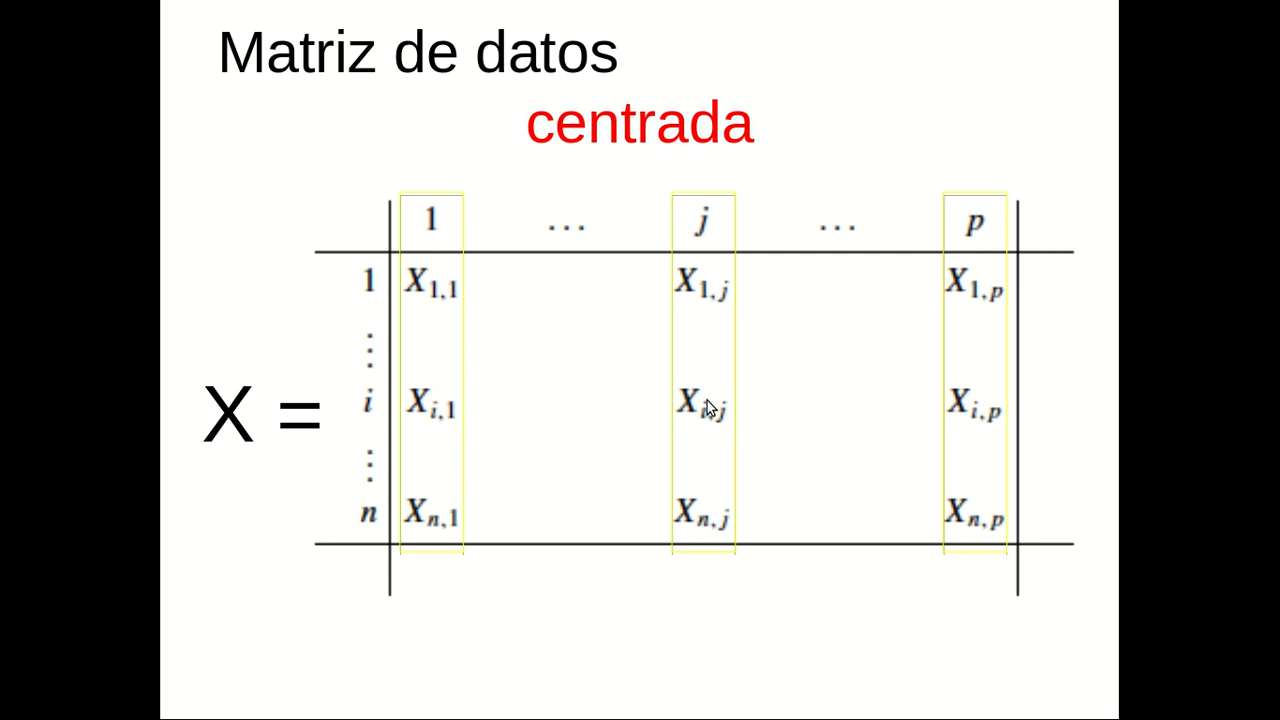 Matriz de datos
centrada
1 ... j ... p
1 X1,1 X1,j X1,p
⋮
X = i Xi,1 Xi,j Xi,p
⋮
n Xn,1 Xn,j Xn,p